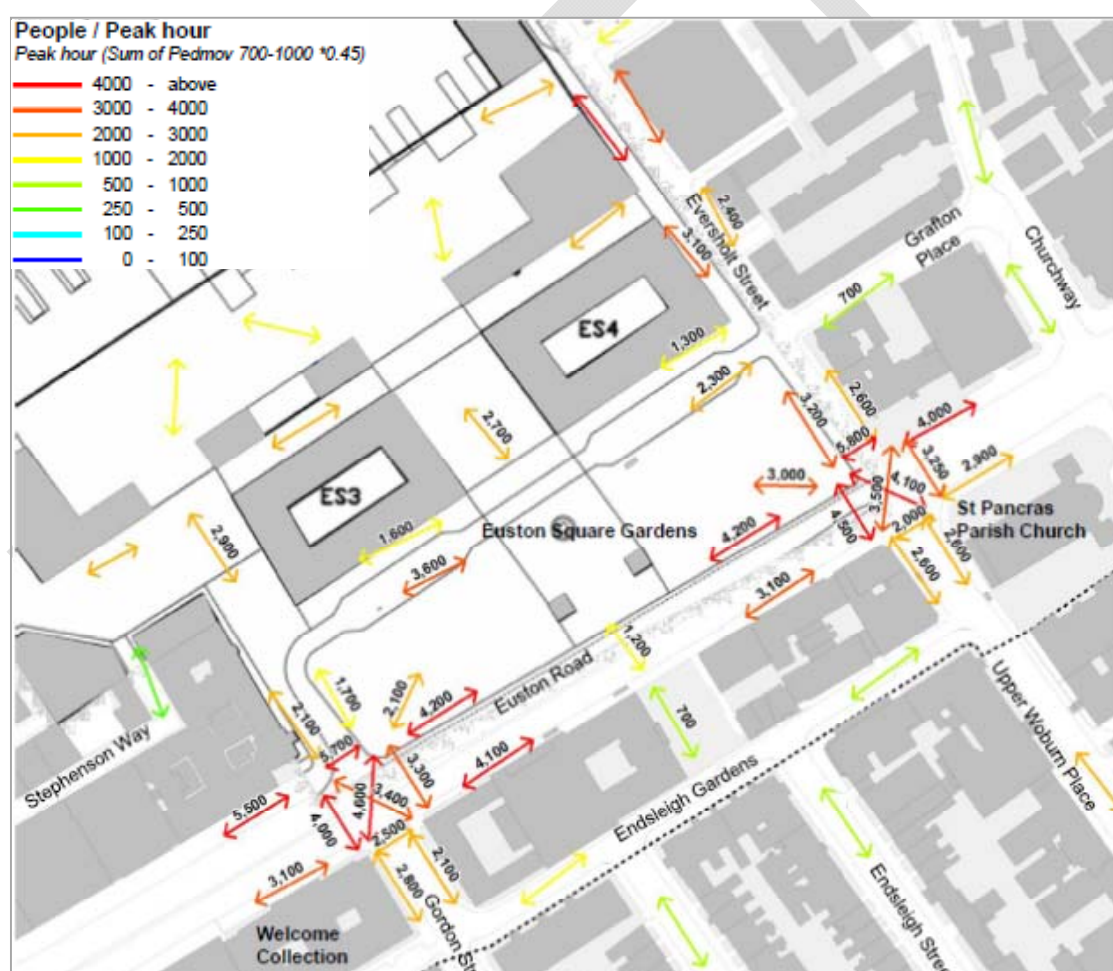 People / Peak hour
Peak hour (Sum of Pedmov 700-1000 *0.45)
4000 - above
3000 - 4000
2000 - 3000
1000 - 2000
500 - 1000
250 - 500
100 - 250
0 - 100
Eversholt Street
2,400
3,100
Grafton
Place
Churchway
700
ES4
1,300
2,300
2,700
3,200
2,600
5,800
4,000
3,250
2,900
3,000
4,100
3,500
4,500
2,000
2,600
2,600
St Pancras
Parish Church
ES3
Euston Square Gardens
2,900
1,600
3,600
4,200
3,100
1,200
Euston Road
700
1,700
2,100
4,200
2,100
5,700
3,300
4,100
Stephenson Way
5,500
4,000
4,600
3,400
2,500
2,100
2,800
3,100
Endsleigh Gardens
Upper Woburn Place
Endsleigh Stree
Gordon St
Welcome
Collection